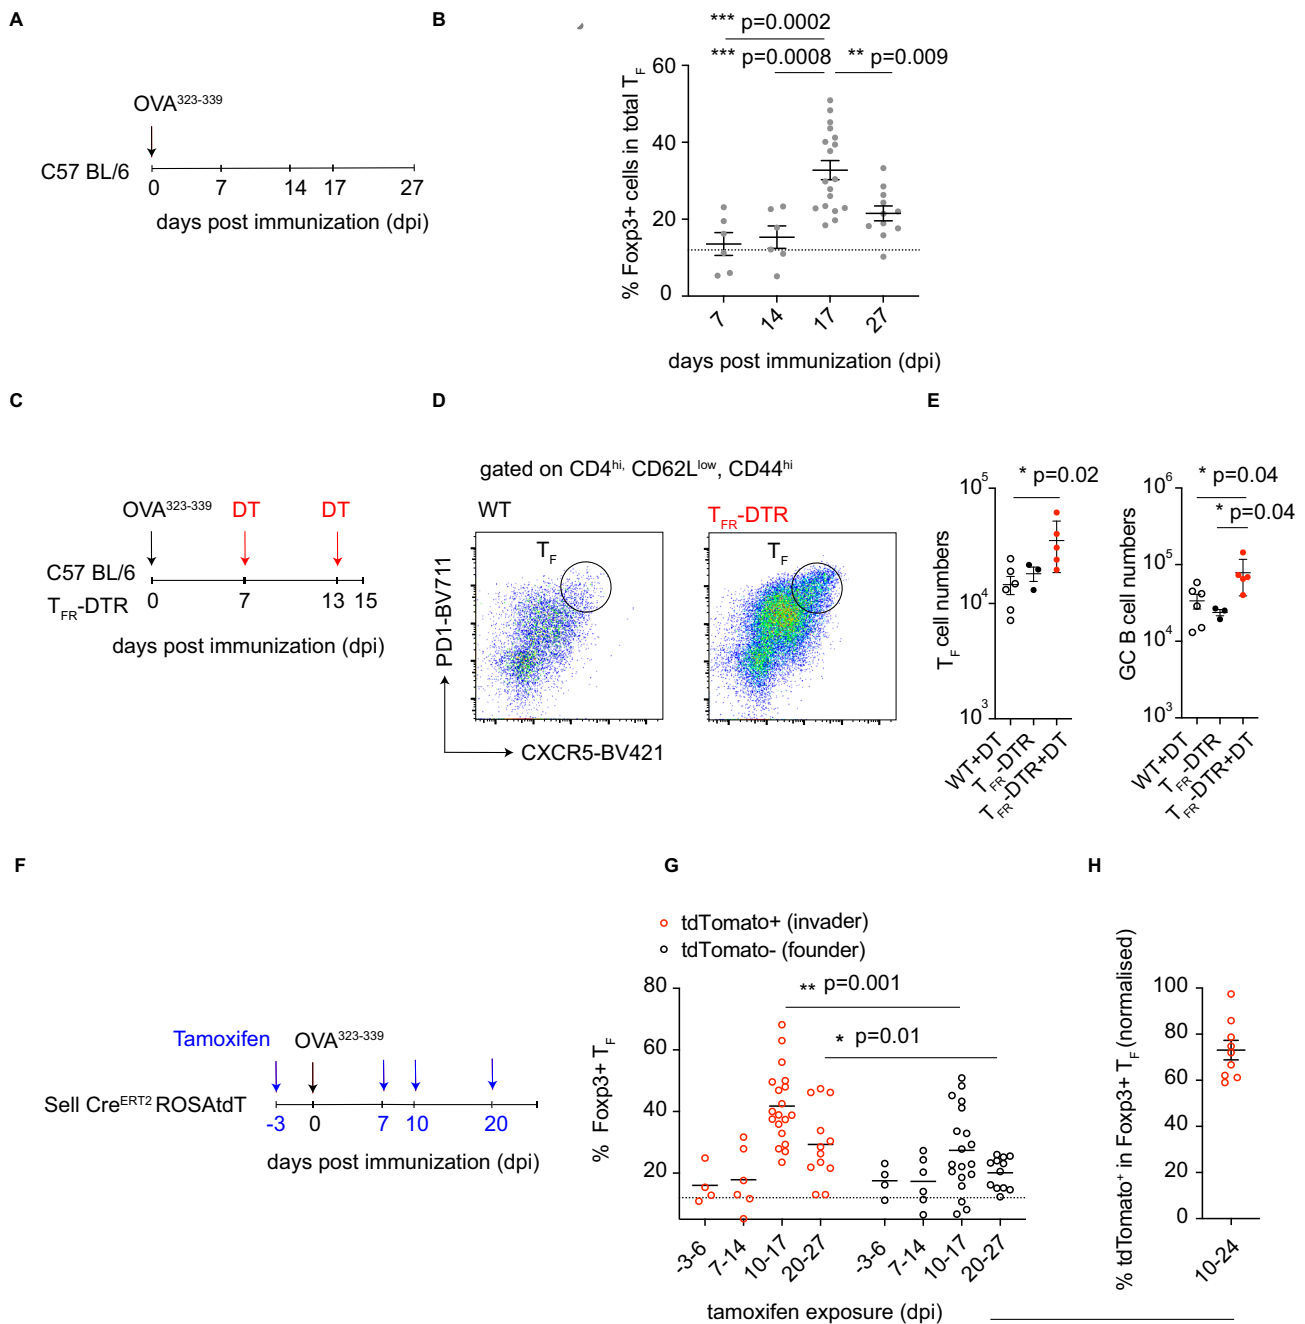 A
OVA323-339
C57 BL/6
0 7 14 17 27
days post immunization (dpi)
B
*** p=0.0002
*** p=0.0008 ** p=0.009
% Foxp3+ cells in total TF
60
40
20
0
7 14 17 27
days post immunization (dpi)
C
OVA323-339 DT DT
C57 BL/6
TFR-DTR
0 7 13 15
days post immunization (dpi)
D
gated on CD4hi, CD62Llow, CD44hi
WT
TFR-DTR
TF
TF
PD1-BV711
CXCR5-BV421
E
* p=0.02
TF cell numbers
105
104
103
WT+DT
TFR-DTR
TFR-DTR+DT
* p=0.04
* p=0.04
GC B cell numbers
106
105
104
103
WT+DT
TFR-DTR
TFR-DTR+DT
F
Tamoxifen OVA323-339
Sell CreERT2 ROSAtdT
-3 0 7 10 20
days post immunization (dpi)
G
tdTomato+ (invader)
tdTomato- (founder)
** p=0.001
* p=0.01
% Foxp3+ TF
80
60
40
20
-3-6 7-14 10-17 20-27 -3-6 7-14 10-17 20-27
tamoxifen exposure (dpi)
H
% tdTomato+ in Foxp3+ TF (normalised)
100
80
60
40
20
0
10-24